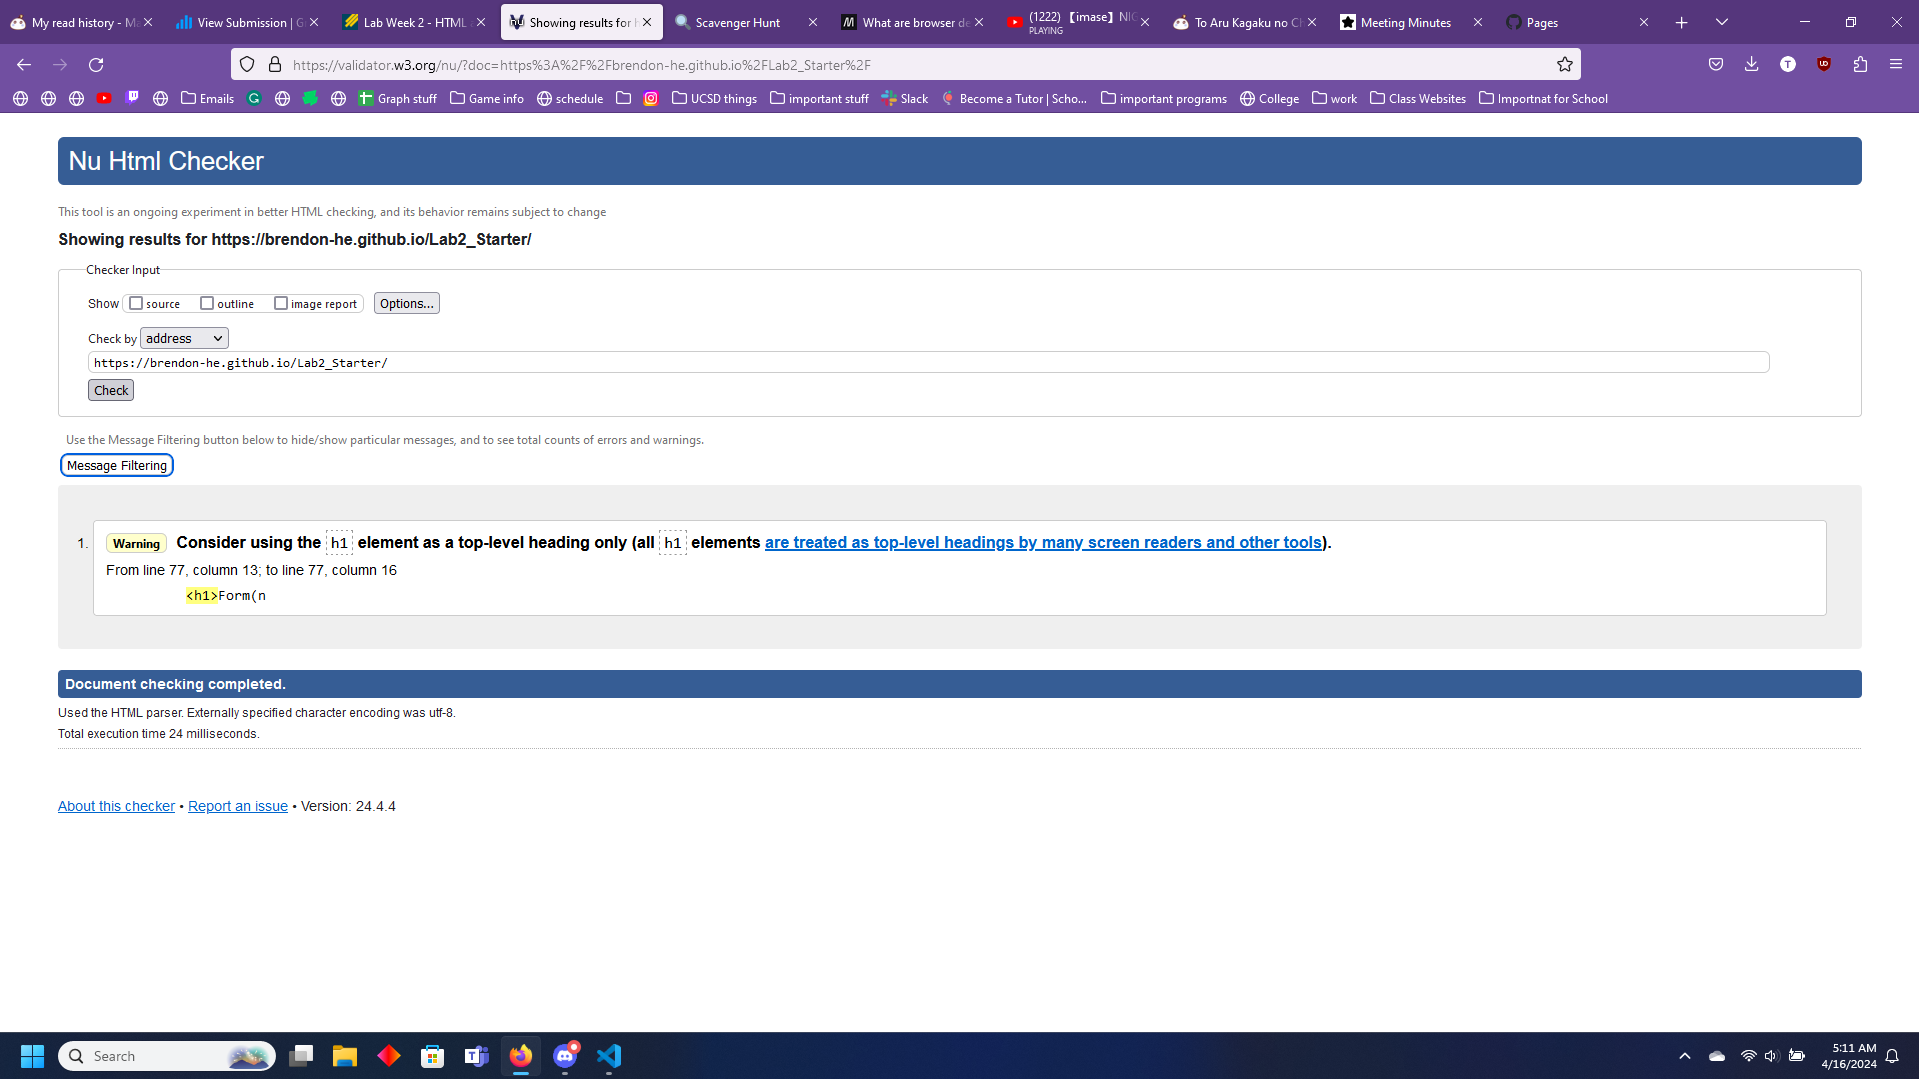 My read history - Ma
View Submission | Gr
Lab Week 2 - HTML a
Showing results for h
Scavenger Hunt
What are browser de
(1222) 【imase】 NIG
PLAYING
To Aru Kagaku no Ch
Meeting Minutes
Pages
https://validator.w3.org/nu/?doc=https%3A%2F%2Fbrendon-he.github.io%2FLab2_Starter%2F
Emails
Graph stuff
Game info
schedule
UCSD things
important stuff
Slack
Become a Tutor | Scho...
important programs
College
work
Class Websites
Importnat for School
Nu Html Checker
This tool is an ongoing experiment in better HTML checking, and its behavior remains subject to change
Showing results for https://brendon-he.github.io/Lab2_Starter/
Checker Input
Show source outline image report Options...
Check by address
https://brendon-he.github.io/Lab2_Starter/
Check
Use the Message Filtering button below to hide/show particular messages, and to see total counts of errors and warnings.
Message Filtering
1. Warning Consider using the h1 element as a top-level heading only (all h1 elements are treated as top-level headings by many screen readers and other tools).
From line 77, column 13; to line 77, column 16
<h1>Form(n
Document checking completed.
Used the HTML parser. Externally specified character encoding was utf-8.
Total execution time 24 milliseconds.
About this checker • Report an issue • Version: 24.4.4
Search
5:11 AM
4/16/2024